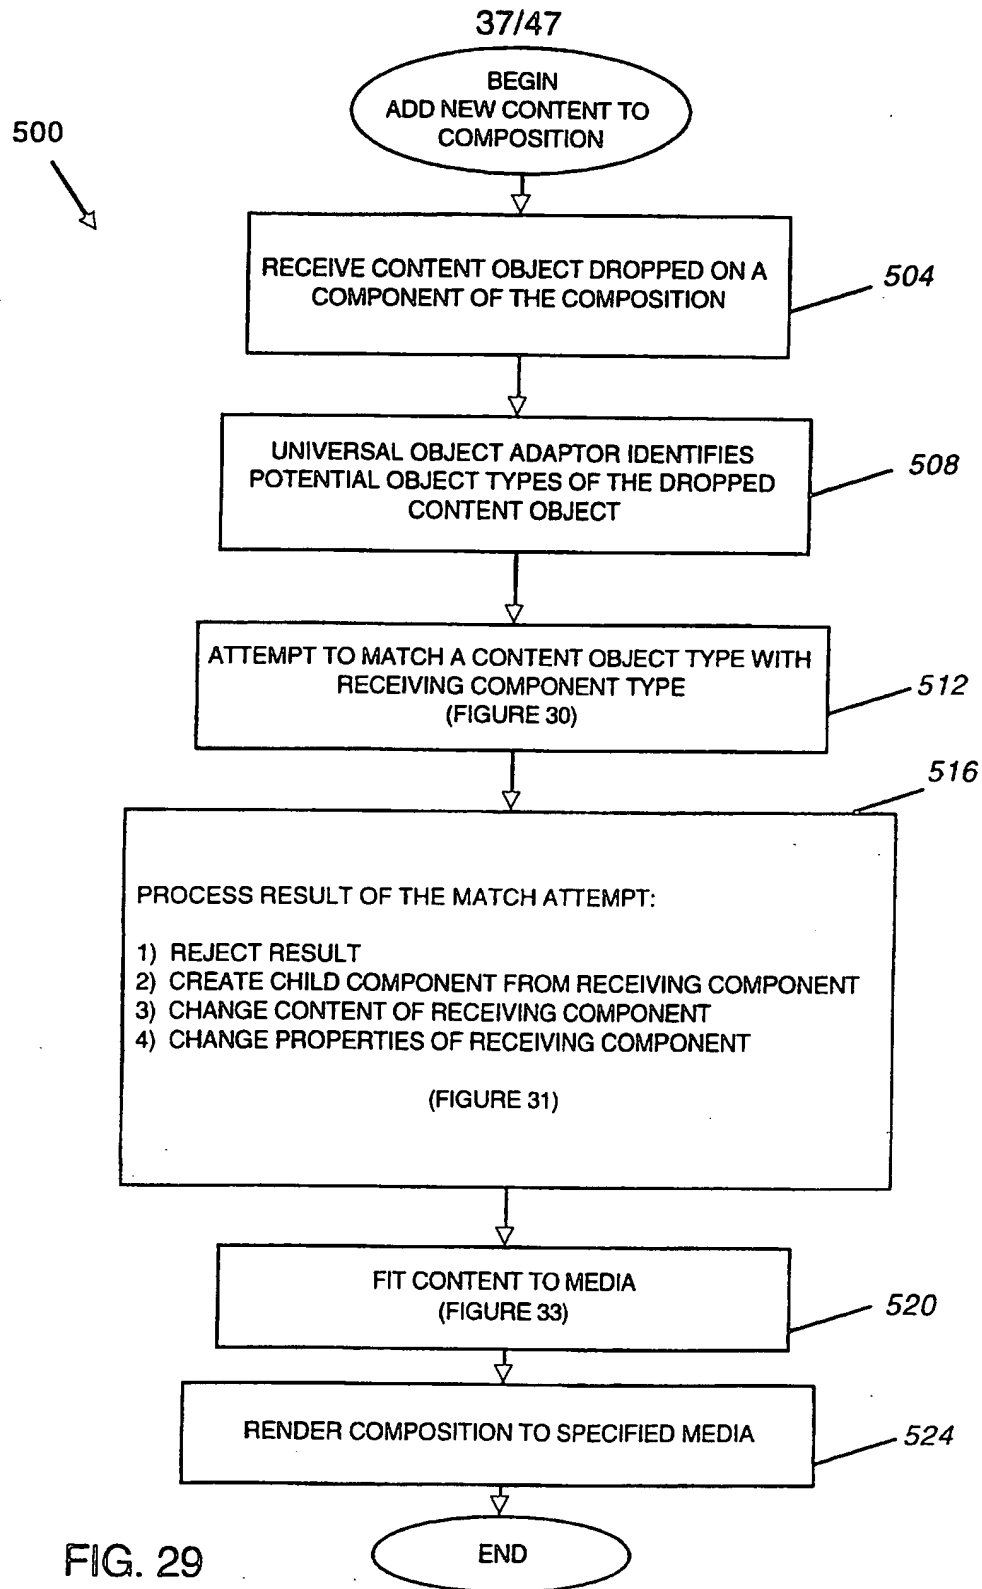 37/47
BEGIN
ADD NEW CONTENT TO
COMPOSITION
500
RECEIVE CONTENT OBJECT DROPPED ON A
COMPONENT OF THE COMPOSITION
504
UNIVERSAL OBJECT ADAPTOR IDENTIFIES
POTENTIAL OBJECT TYPES OF THE DROPPED
CONTENT OBJECT
508
ATTEMPT TO MATCH A CONTENT OBJECT TYPE WITH
RECEIVING COMPONENT TYPE
(FIGURE 30)
512
516
PROCESS RESULT OF THE MATCH ATTEMPT:
1) REJECT RESULT
2) CREATE CHILD COMPONENT FROM RECEIVING COMPONENT
3) CHANGE CONTENT OF RECEIVING COMPONENT
4) CHANGE PROPERTIES OF RECEIVING COMPONENT
(FIGURE 31)
FIT CONTENT TO MEDIA
(FIGURE 33)
520
RENDER COMPOSITION TO SPECIFIED MEDIA
524
END
FIG. 29